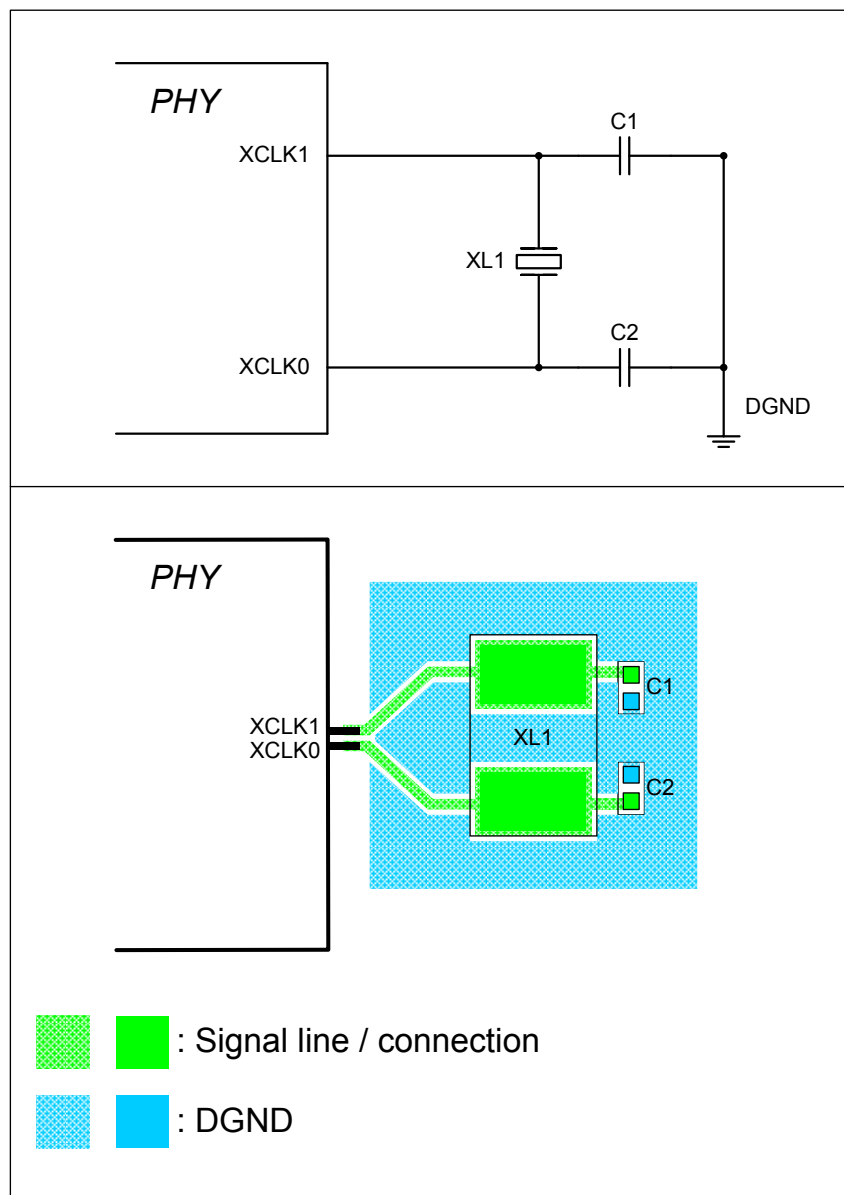 PHY
XCLK1
C1
XL1
C2
XCLK0
DGND
PHY
XCLK1
XCLK0
C1
XL1
C2
: Signal line / connection
: DGND